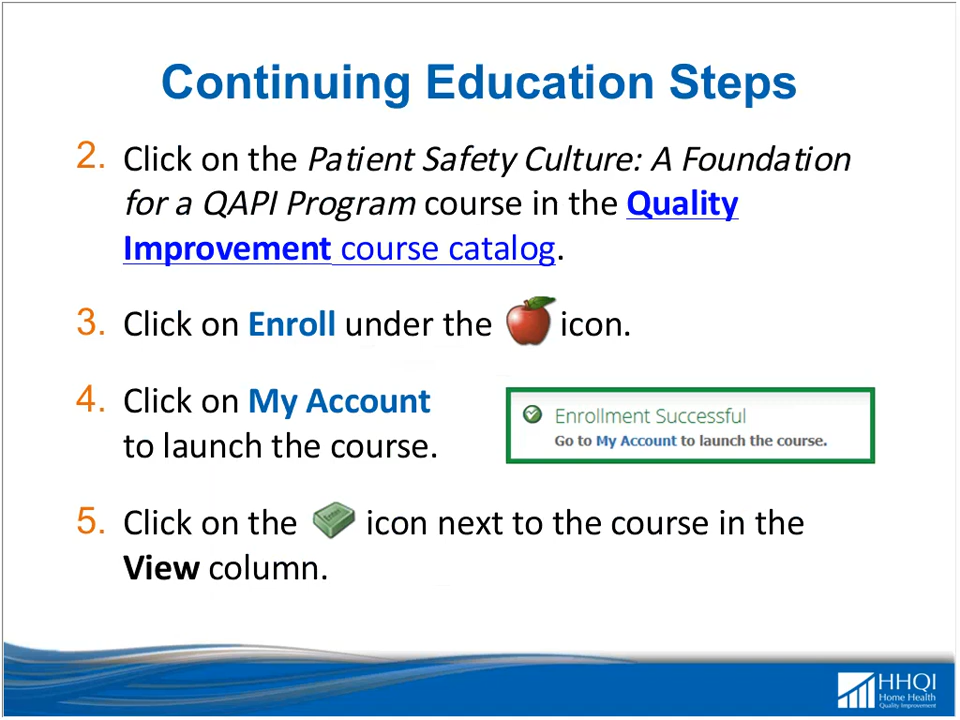 Continuing Education Steps
2. Click on the Patient Safety Culture: A Foundation
for a QAPI Program course in the Quality
Improvement course catalog.
3. Click on Enroll under the icon.
4. Click on My Account
to launch the course.
Enrollment Successful
Go to My Account to launch the course.
5. Click on the Enter icon next to the course in the
View column.
HHQI
Home Health
Quality Improvement